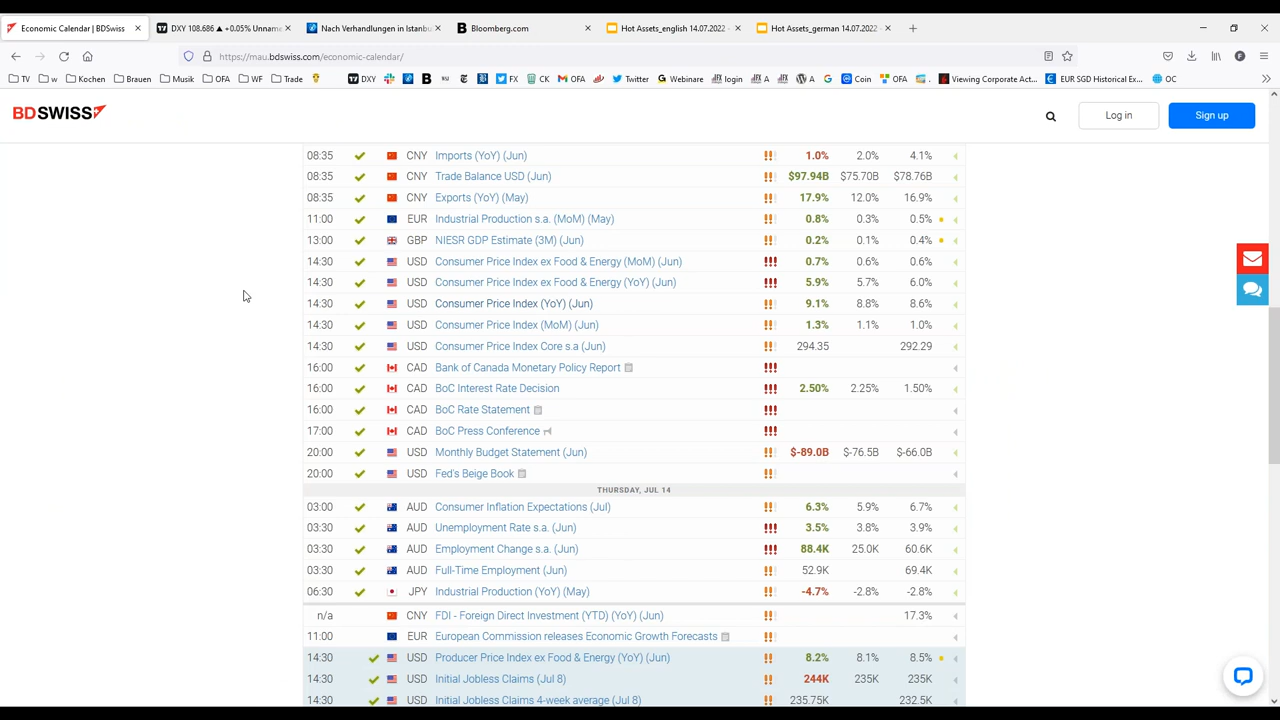 Economic Calendar | BDSwiss
DXY 108.686 ▲ +0.05% Unname
Nach Verhandlungen in Istanbu
Bloomberg.com
Hot Assets_english 14.07.2022 -
Hot Assets_german 14.07.2022 -
https://mau.bdswiss.com/economic-calendar/
TV w Kochen Brauen Musik OFA WF Trade DXY FX CK OFA Twitter Webinare login A A Coin OFA Viewing Corporate Act... EUR SGD Historical Ex... OC
BDSWISS
Log in
Sign up
08:35 CNY Imports (YoY) (Jun) 1.0% 2.0% 4.1%
08:35 CNY Trade Balance USD (Jun) $97.94B $75.70B $78.76B
08:35 CNY Exports (YoY) (May) 17.9% 12.0% 16.9%
11:00 EUR Industrial Production s.a. (MoM) (May) 0.8% 0.3% 0.5%
13:00 GBP NIESR GDP Estimate (3M) (Jun) 0.2% 0.1% 0.4%
14:30 USD Consumer Price Index ex Food & Energy (MoM) (Jun) 0.7% 0.6% 0.6%
14:30 USD Consumer Price Index ex Food & Energy (YoY) (Jun) 5.9% 5.7% 6.0%
14:30 USD Consumer Price Index (YoY) (Jun) 9.1% 8.8% 8.6%
14:30 USD Consumer Price Index (MoM) (Jun) 1.3% 1.1% 1.0%
14:30 USD Consumer Price Index Core s.a (Jun) 294.35 292.29
16:00 CAD Bank of Canada Monetary Policy Report
16:00 CAD BoC Interest Rate Decision 2.50% 2.25% 1.50%
16:00 CAD BoC Rate Statement
17:00 CAD BoC Press Conference
20:00 USD Monthly Budget Statement (Jun) $-89.0B $-76.5B $-66.0B
20:00 USD Fed's Beige Book
THURSDAY, JUL 14
03:00 AUD Consumer Inflation Expectations (Jul) 6.3% 5.9% 6.7%
03:30 AUD Unemployment Rate s.a. (Jun) 3.5% 3.8% 3.9%
03:30 AUD Employment Change s.a. (Jun) 88.4K 25.0K 60.6K
03:30 AUD Full-Time Employment (Jun) 52.9K 69.4K
06:30 JPY Industrial Production (YoY) (May) -4.7% -2.8% -2.8%
n/a CNY FDI - Foreign Direct Investment (YTD) (YoY) (Jun) 17.3%
11:00 EUR European Commission releases Economic Growth Forecasts
14:30 USD Producer Price Index ex Food & Energy (YoY) (Jun) 8.2% 8.1% 8.5%
14:30 USD Initial Jobless Claims (Jul 8) 244K 235K 235K
14:30 USD Initial Jobless Claims 4-week average (Jul 8) 235.75K 232.5K